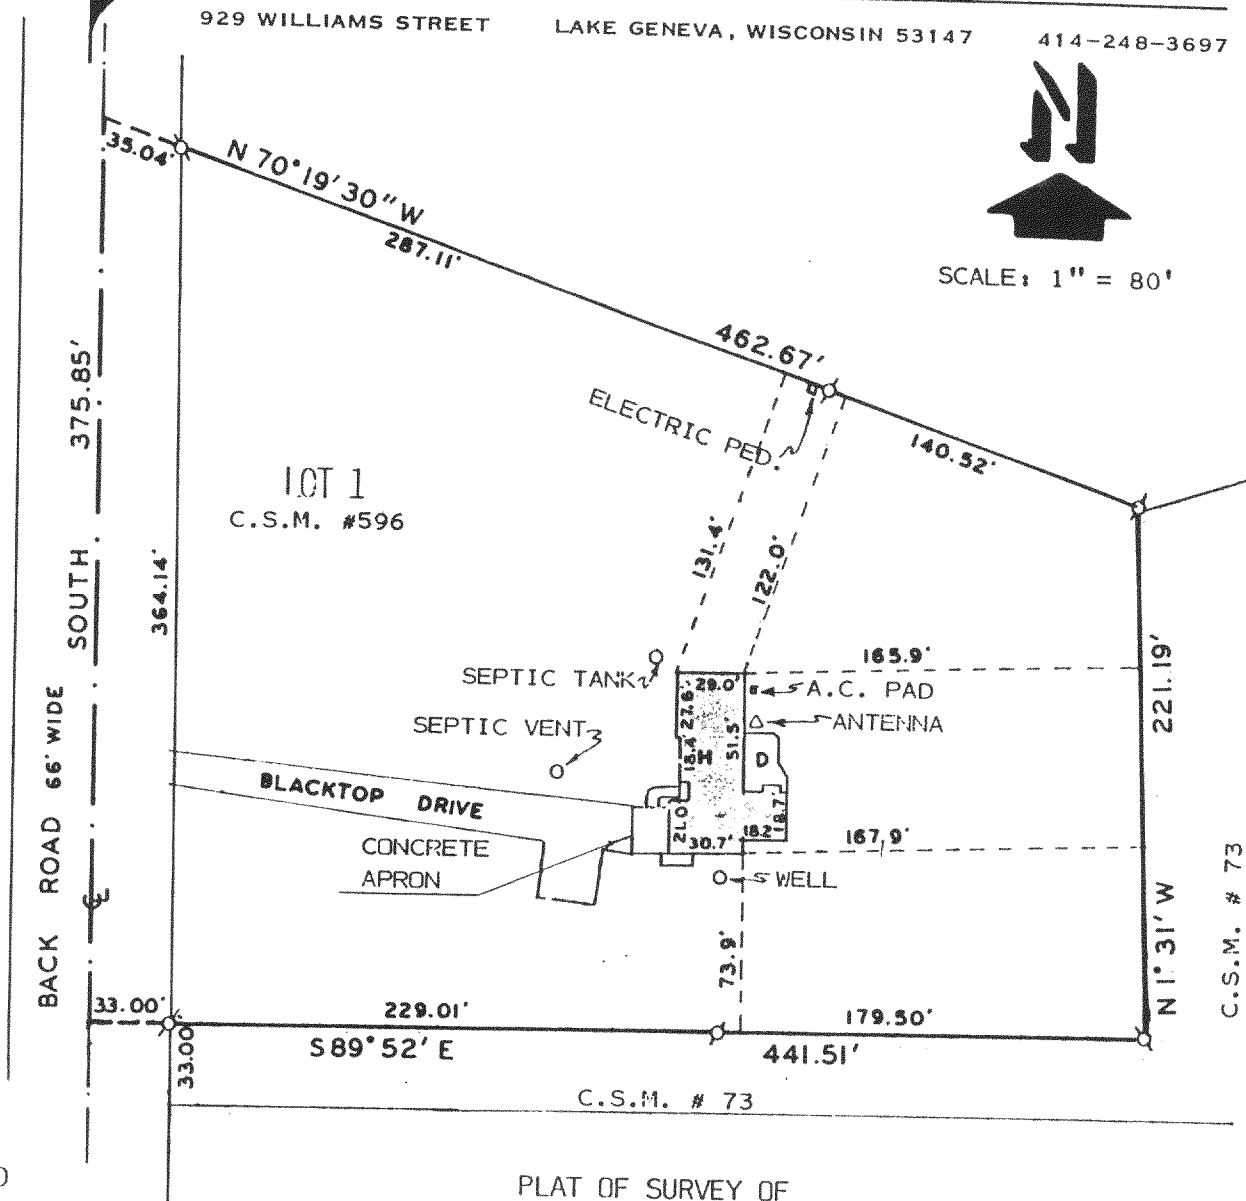 929 WILLIAMS STREET LAKE GENEVA, WISCONSIN 53147 414-248-3697
N
SCALE: 1" = 80'
35.04'
N 70°19'30" W
287.11'
462.67'
ELECTRIC PED.
140.52'
SOUTH 375.85'
LOT 1
C.S.M. #596
364.14'
131.4'
122.0'
165.9'
SEPTIC TANK
29.0'
A.C. PAD
27.6'
ANTENNA
SEPTIC VENT
18.4'
H
51.5'
D
221.19'
BACK ROAD 66' WIDE
BLACKTOP DRIVE
21.0'
30.7'
18.2'
18.7'
167.9'
CONCRETE
APRON
WELL
73.9'
N 1° 31' W
C.S.M. # 73
33.00'
229.01'
179.50'
S 89° 52' E
441.51'
33.00'
C.S.M. # 73
PLAT OF SURVEY OF